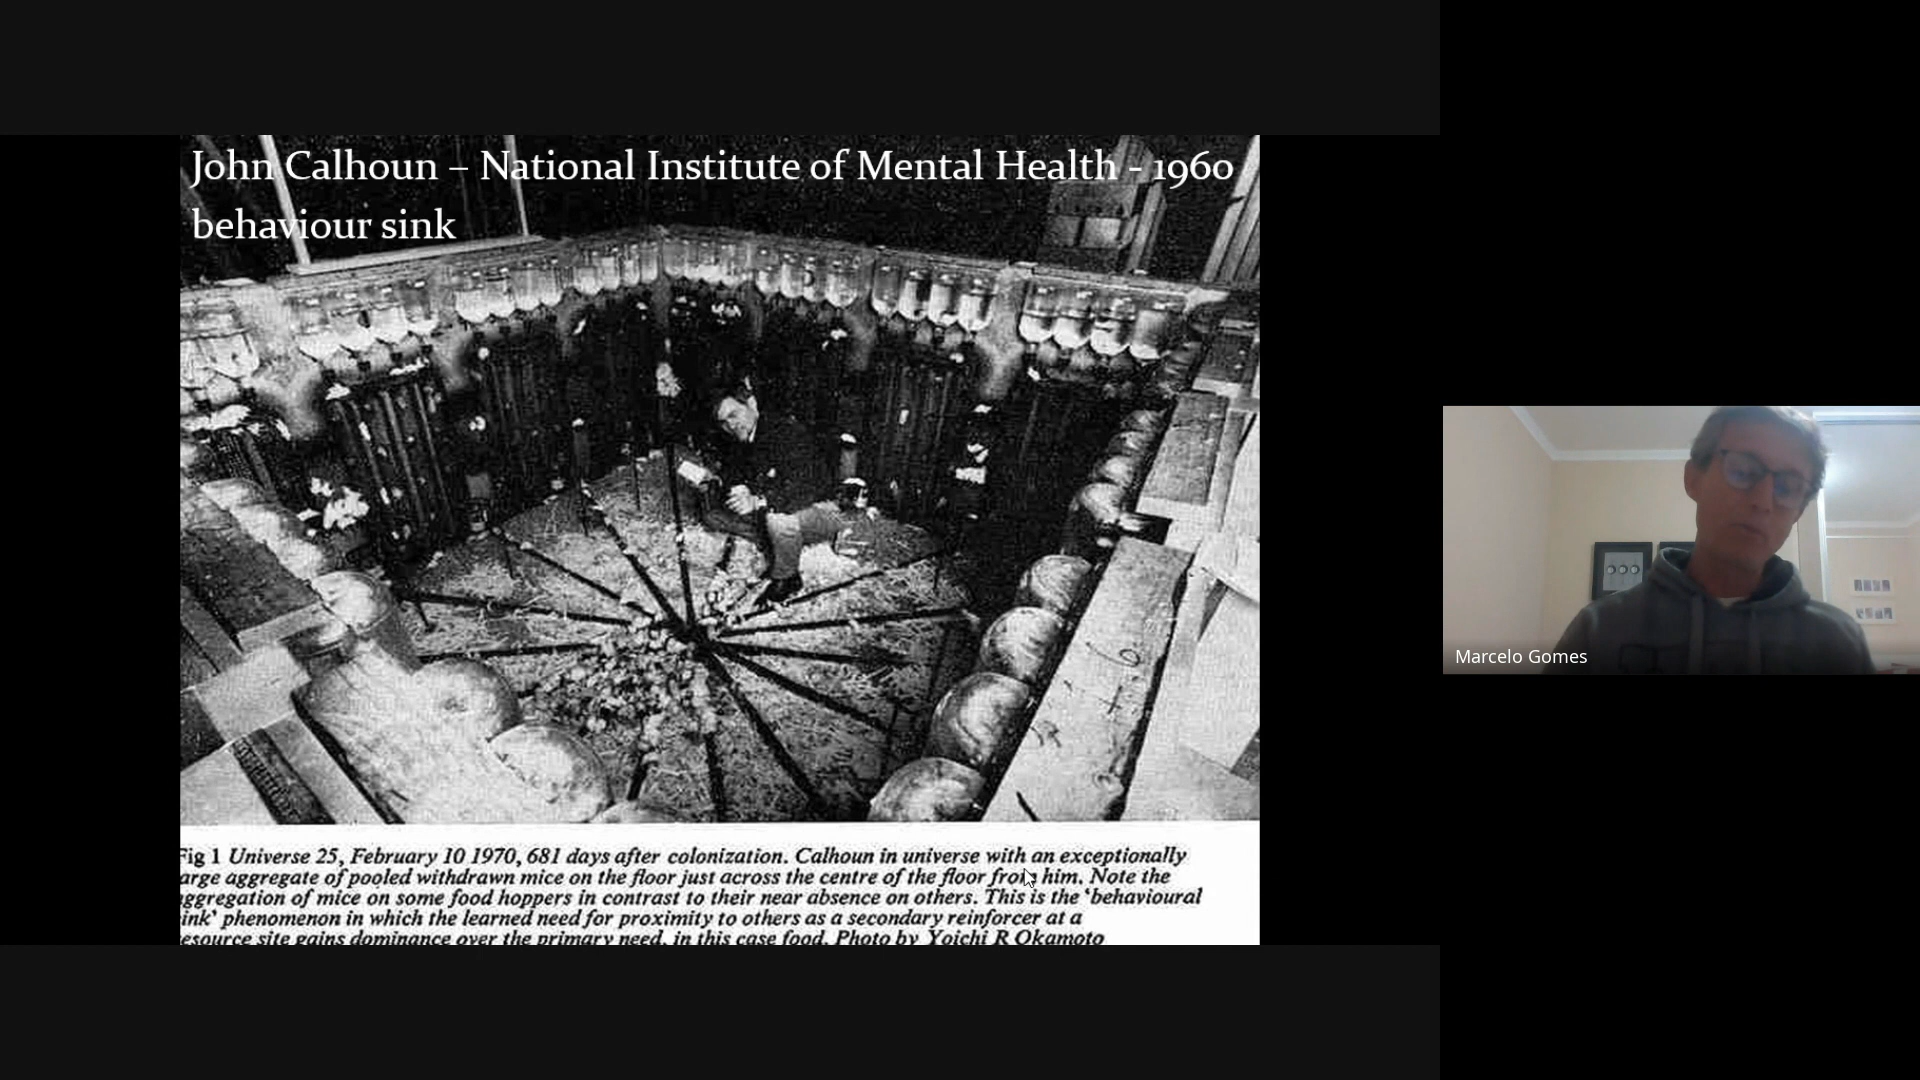 John Calhoun – National Institute of Mental Health - 1960
behaviour sink
Fig 1 Universe 25, February 10 1970, 681 days after colonization. Calhoun in universe with an exceptionally
arge aggregate of pooled withdrawn mice on the floor just across the centre of the floor from him. Note the
aggregation of mice on some food hoppers in contrast to their near absence on others. This is the ‘behavioural
ink’ phenomenon in which the learned need for proximity to others as a secondary reinforcer at a
esource site gains dominance over the primary need, in this case food. Photo by Yoichi R Okamoto
Marcelo Gomes